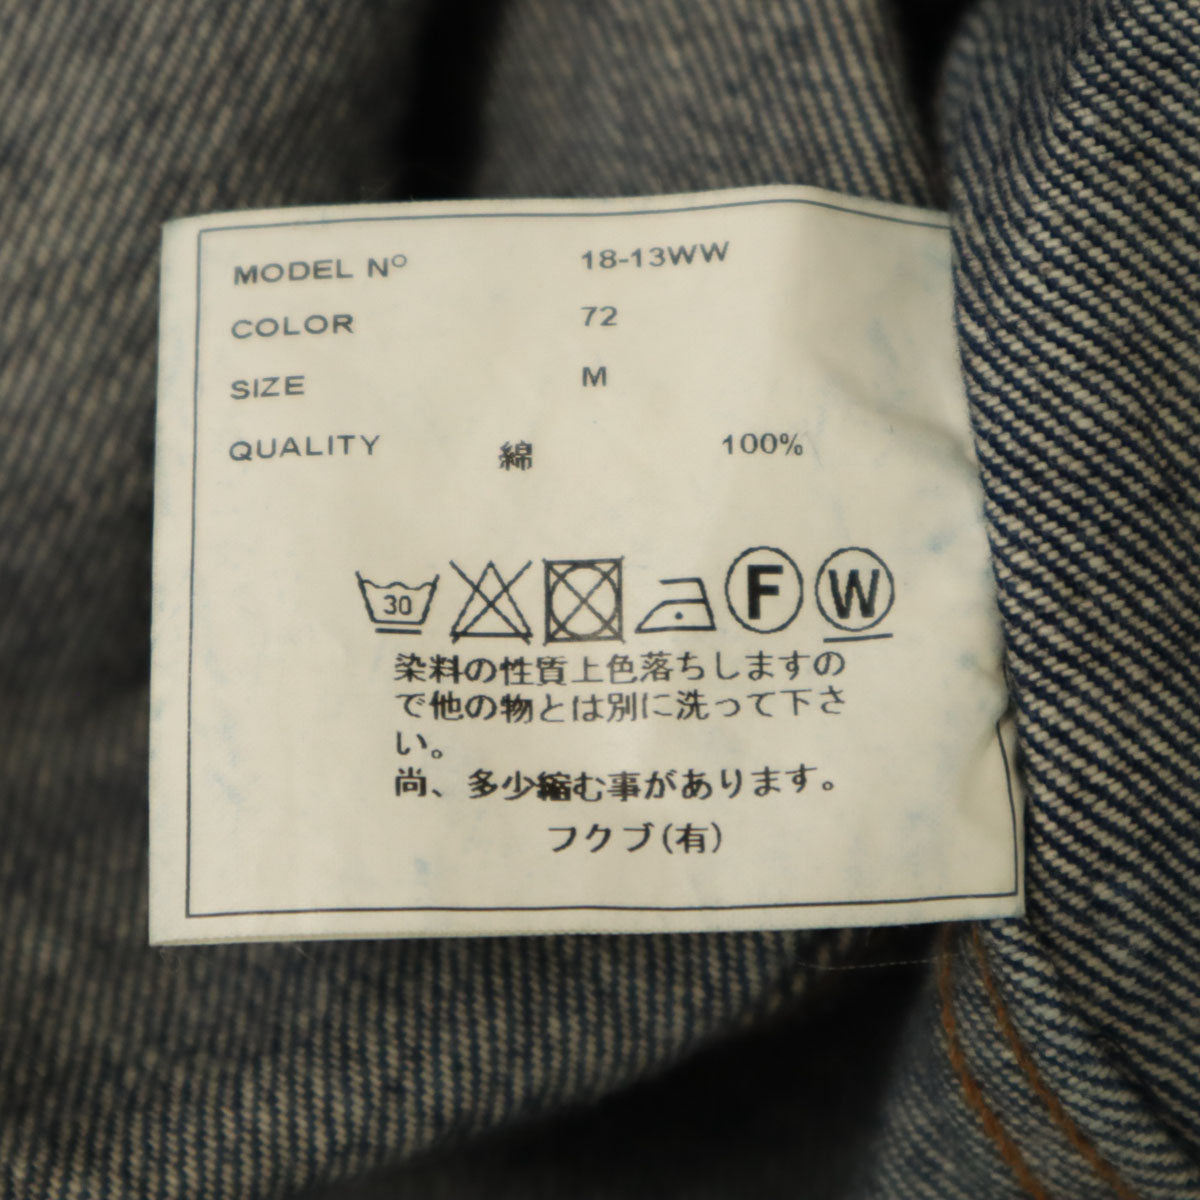 MODEL Nº 18-13WW
COLOR 72
SIZE M
QUALITY 綿 100%
30 F W
染料の性質上色落ちしますの
で他の物とは別に洗って下さ
い。
尚、多少縮む事があります。
フクブ(有)